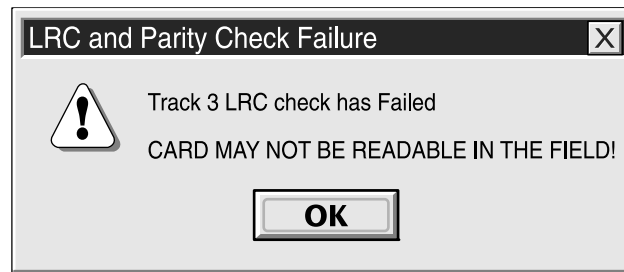 LRC and Parity Check Failure X
Track 3 LRC check has Failed
CARD MAY NOT BE READABLE IN THE FIELD!
OK